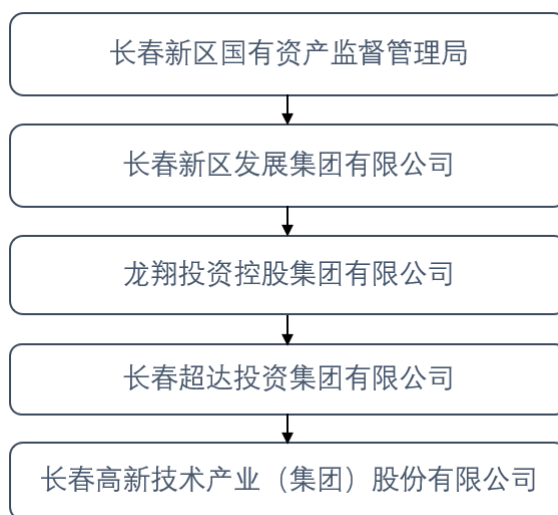 长春新区国有资产监督管理局
长春新区发展集团有限公司
龙翔投资控股集团有限公司
长春超达投资集团有限公司
长春高新技术产业（集团）股份有限公司